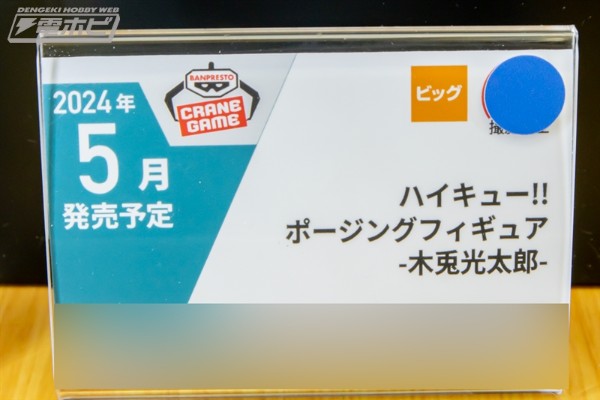 DENGEKI HOBBY WEB
電ホビ
2024年
5月
発売予定
BANPRESTO
CRANE
GAME
ビッグ
ハイキュー!!
ポージングフィギュア
-木兎光太郎-